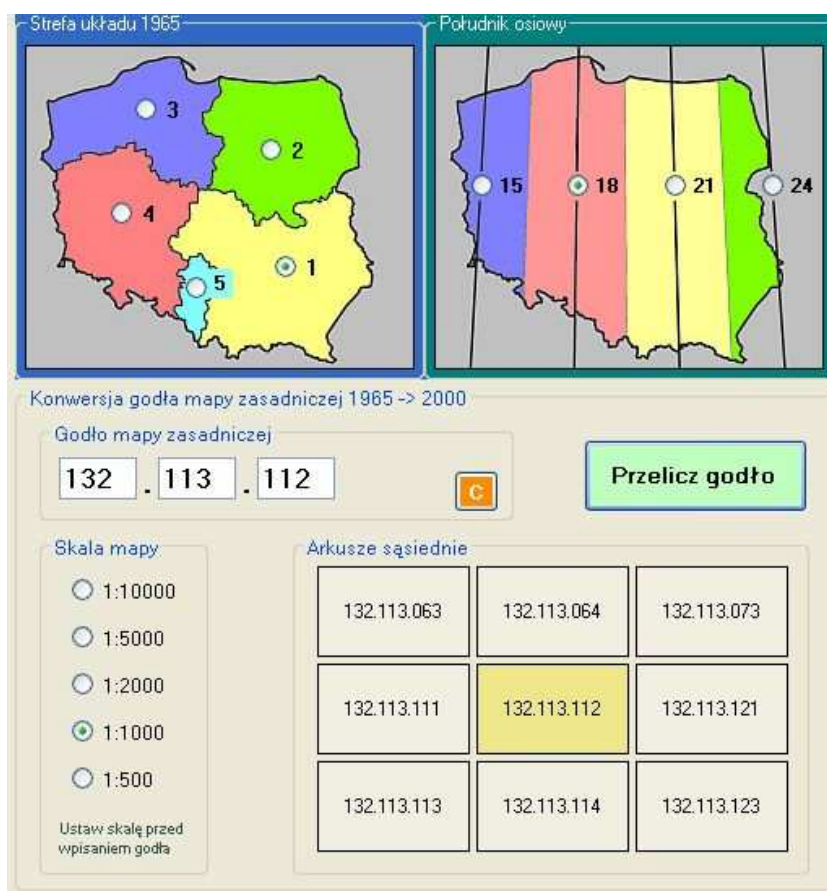 Strefa układu 1965
3
2
4
1
5
Południk osiowy
15 18 21 24
Konwersja godła mapy zasadniczej 1965 -> 2000
Godło mapy zasadniczej
132 . 113 . 112
C
Przelicz godło
Skala mapy
1:10000
1:5000
1:2000
1:1000
1:500
Ustaw skalę przed
wpisaniem godła
Arkusze sąsiednie
132.113.063 132.113.064 132.113.073
132.113.111 132.113.112 132.113.121
132.113.113 132.113.114 132.113.123